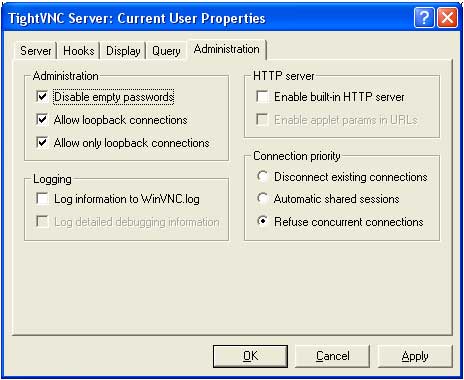 TightVNC Server: Current User Properties
Server Hooks Display Query Administration
Administration
Disable empty passwords
Allow loopback connections
Allow only loopback connections
Logging
Log information to WinVNC.log
Log detailed debugging information
HTTP server
Enable built-in HTTP server
Enable applet params in URLs
Connection priority
Disconnect existing connections
Automatic shared sessions
Refuse concurrent connections
OK Cancel Apply